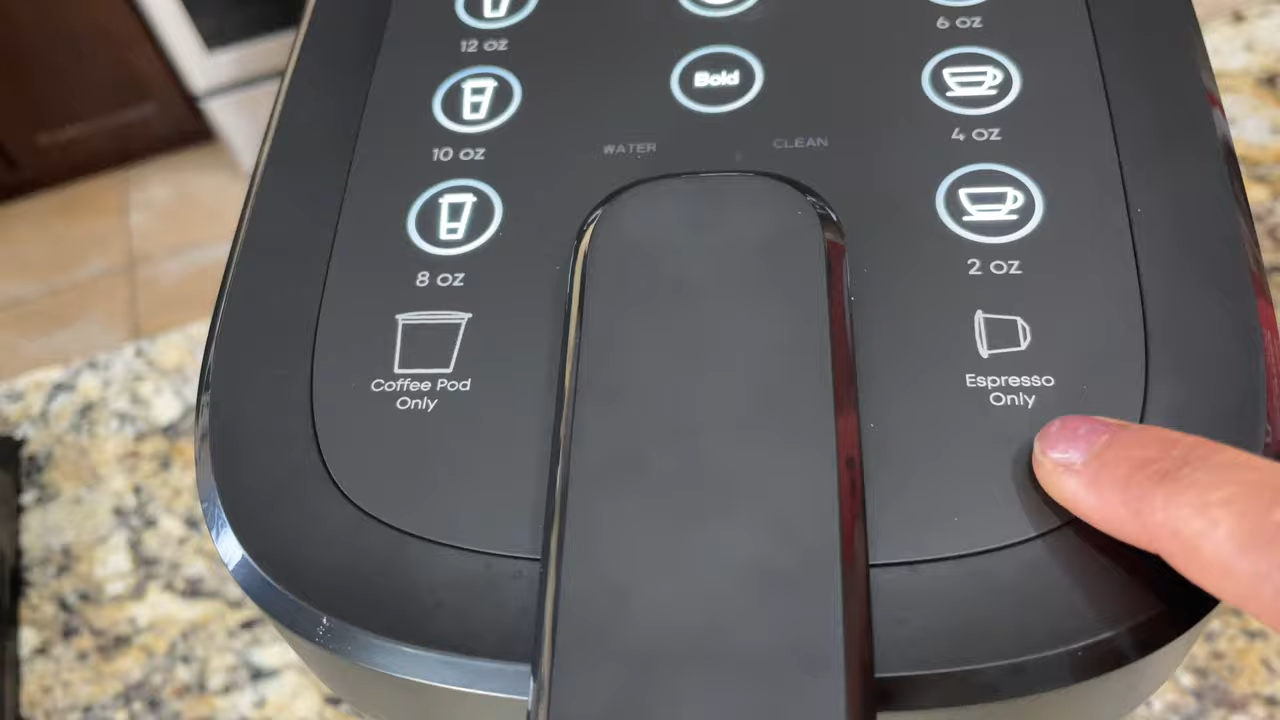 12 oz
6 oz
Bold
10 oz
4 oz
WATER
CLEAN
8 oz
2 oz
Coffee Pod
Only
Espresso
Only